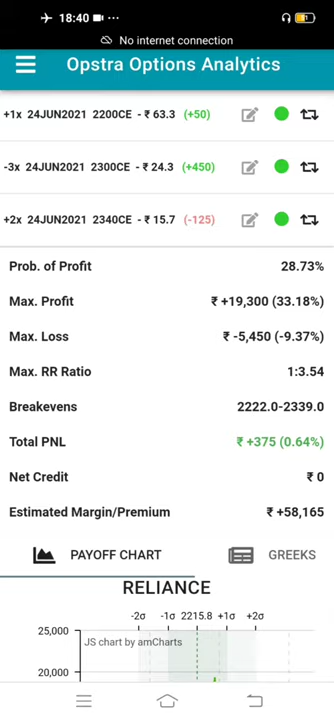 18:40
No internet connection
Opstra Options Analytics
+1x 24JUN2021 2200CE - ₹ 63.3 (+50)
-3x 24JUN2021 2300CE - ₹ 24.3 (+450)
+2x 24JUN2021 2340CE - ₹ 15.7 (-125)
Prob. of Profit 28.73%
Max. Profit ₹ +19,300 (33.18%)
Max. Loss ₹ -5,450 (-9.37%)
Max. RR Ratio 1:3.54
Breakevens 2222.0-2339.0
Total PNL ₹ +375 (0.64%)
Net Credit ₹ 0
Estimated Margin/Premium ₹ +58,165
PAYOFF CHART GREEKS
RELIANCE
-2σ -1σ 2215.8 +1σ +2σ
25,000
JS chart by amCharts
20,000